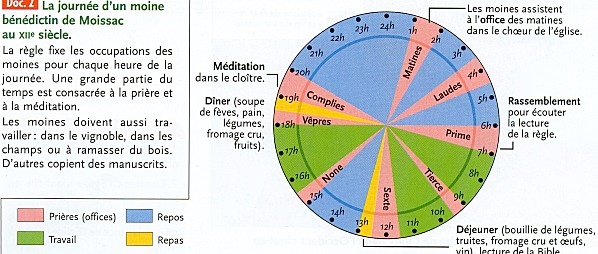 Doc. 2 La journée d'un moine
bénédictin de Moissac
au XIIe siècle.
La règle fixe les occupations des
moines pour chaque heure de la
journée. Une grande partie du
temps est consacrée à la prière et
à la méditation.
Les moines doivent aussi tra-
vailler : dans le vignoble, dans les
champs ou à ramasser du bois.
D'autres copient des manuscrits.
Prières (offices)
Repos
Travail
Repas
Les moines assistent
à l'office des matines
dans le chœur de l'église.
Méditation
dans le cloître.
Dîner (soupe
de fèves, pain,
légumes,
fromage cru,
fruits).
Rassemblement
pour écouter
la lecture
de la règle.
Déjeuner (bouillie de légumes,
truites, fromage cru et œufs,
vin), lecture de la Bible
1h
2h
3h
4h
5h
6h
7h
8h
9h
10h
11h
12h
13h
14h
15h
16h
17h
18h
19h
20h
21h
22h
23h
24h
Matines
Laudes
Prime
Tierce
Sexte
None
Vêpres
Complies